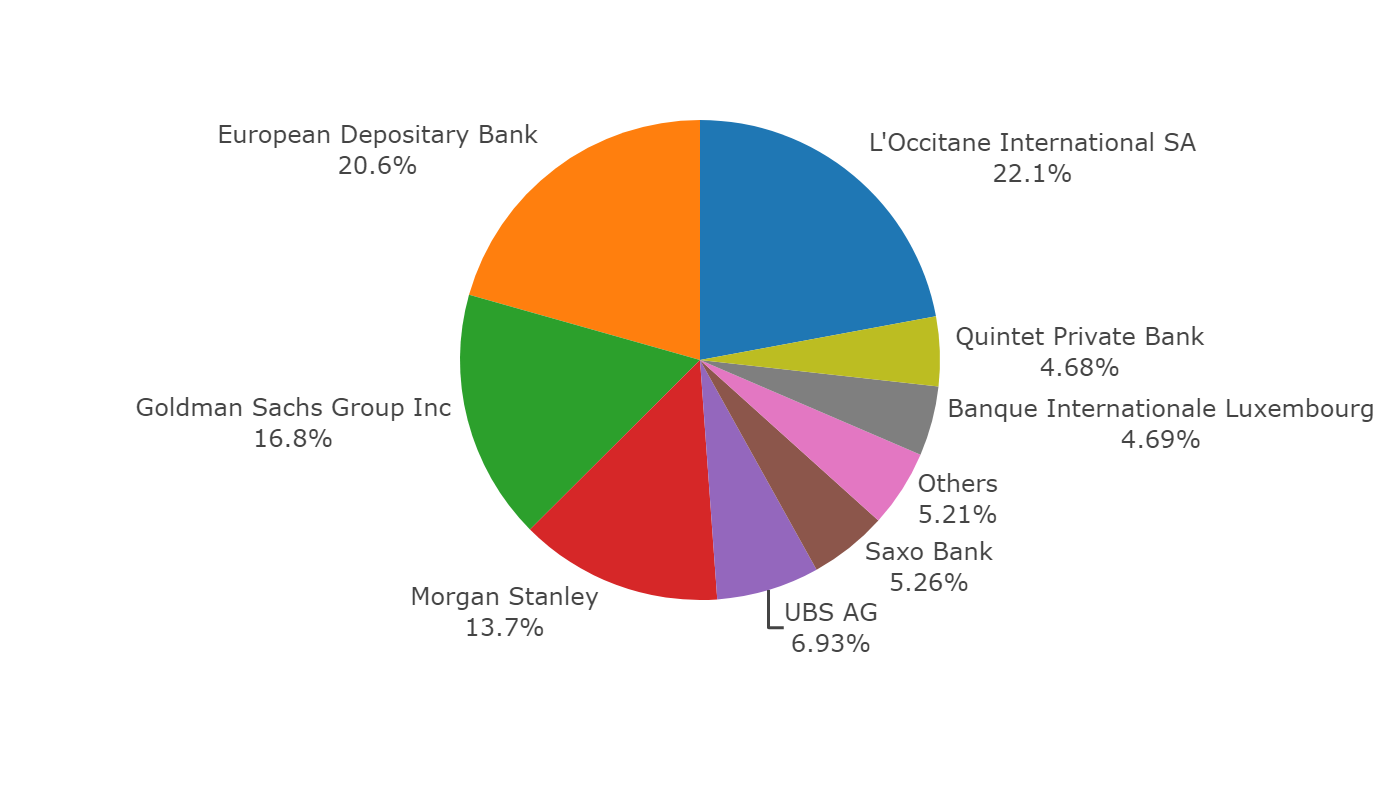 European Depositary Bank
20.6%
L'Occitane International SA
22.1%
Quintet Private Bank
4.68%
Goldman Sachs Group Inc
16.8%
Banque Internationale Luxembourg
4.69%
Others
5.21%
Saxo Bank
5.26%
Morgan Stanley
13.7%
UBS AG
6.93%